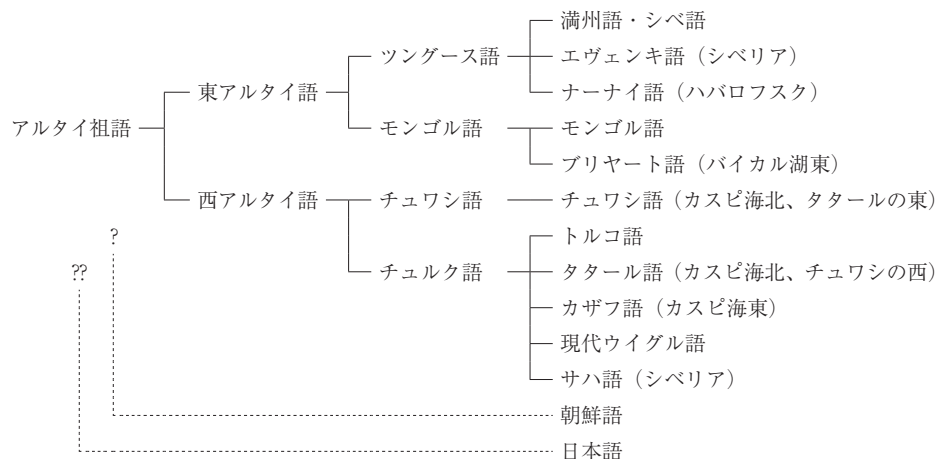 満州語・シベ語
ツングース語 エヴェンキ語（シベリア）
東アルタイ語 ナーナイ語（ハバロフスク）
アルタイ祖語 モンゴル語 モンゴル語
ブリヤート語（バイカル湖東）
西アルタイ語 チュワシ語 チュワシ語（カスピ海北、タタールの東）
? トルコ語
?? チュルク語 タタール語（カスピ海北、チュワシの西）
カザフ語（カスピ海東）
現代ウイグル語
サハ語（シベリア）
朝鮮語
日本語